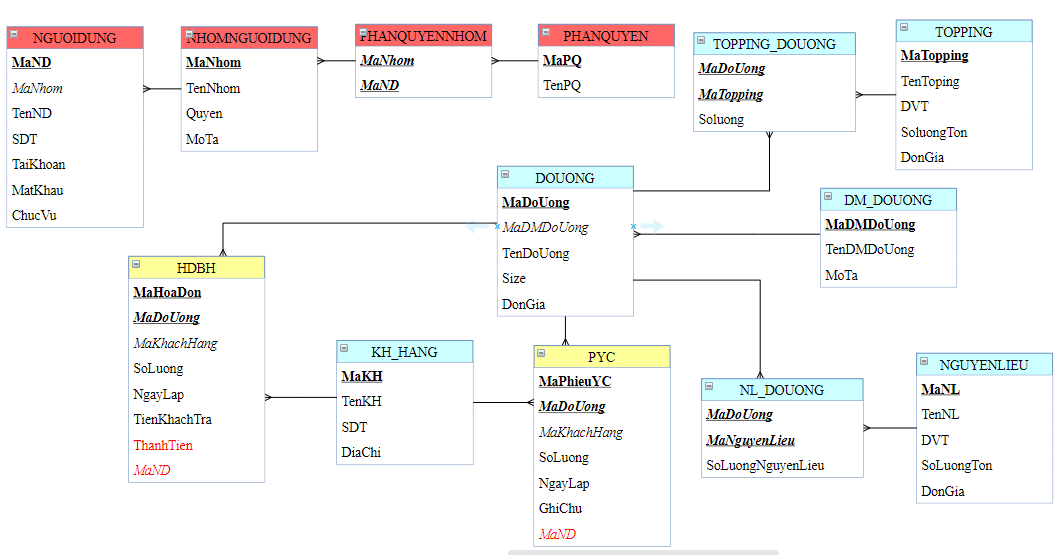 NGUOIDUNG
MaND
MaNhom
TenND
SDT
TaiKhoan
MatKhau
ChucVu
NHOMNGUOIDUNG
MaNhom
TenNhom
Quyen
MoTa
PHANQUYENNHOM
MaNhom
MaND
PHANQUYEN
MaPQ
TenPQ
TOPPING_DOUONG
MaDoUong
MaTopping
Soluong
TOPPING
MaTopping
TenToping
DVT
SoluongTon
DonGia
DOUONG
MaDoUong
MaDMDoUong
TenDoUong
Size
DonGia
DM_DOUONG
MaDMDoUong
TenDMDoUong
MoTa
HDBH
MaHoaDon
MaDoUong
MaKhachHang
SoLuong
NgayLap
TienKhachTra
ThanhTien
MaND
KH_HANG
MaKH
TenKH
SDT
DiaChi
PYC
MaPhieuYC
MaDoUong
MaKhachHang
SoLuong
NgayLap
GhiChu
MaND
NL_DOUONG
MaDoUong
MaNguyenLieu
SoLuongNguyenLieu
NGUYENLIEU
MaNL
TenNL
DVT
SoLuongTon
DonGia